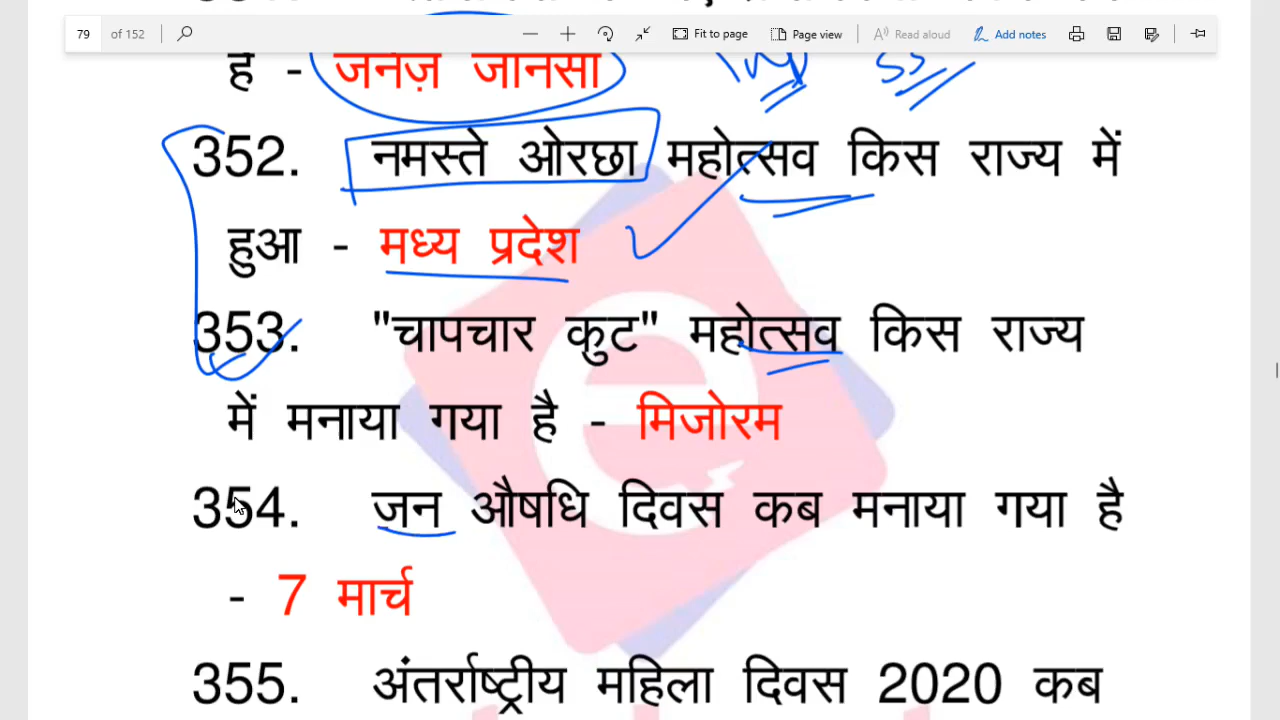 79 of 152 Fit to page Page view Read aloud Add notes
है - जनेज़ जानसा
352. नमस्ते ओरछा महोत्सव किस राज्य में
हुआ - मध्य प्रदेश
353. "चापचार कुट" महोत्सव किस राज्य
में मनाया गया है - मिजोरम
354. जन औषधि दिवस कब मनाया गया है
- 7 मार्च
355. अंतर्राष्ट्रीय महिला दिवस 2020 कब